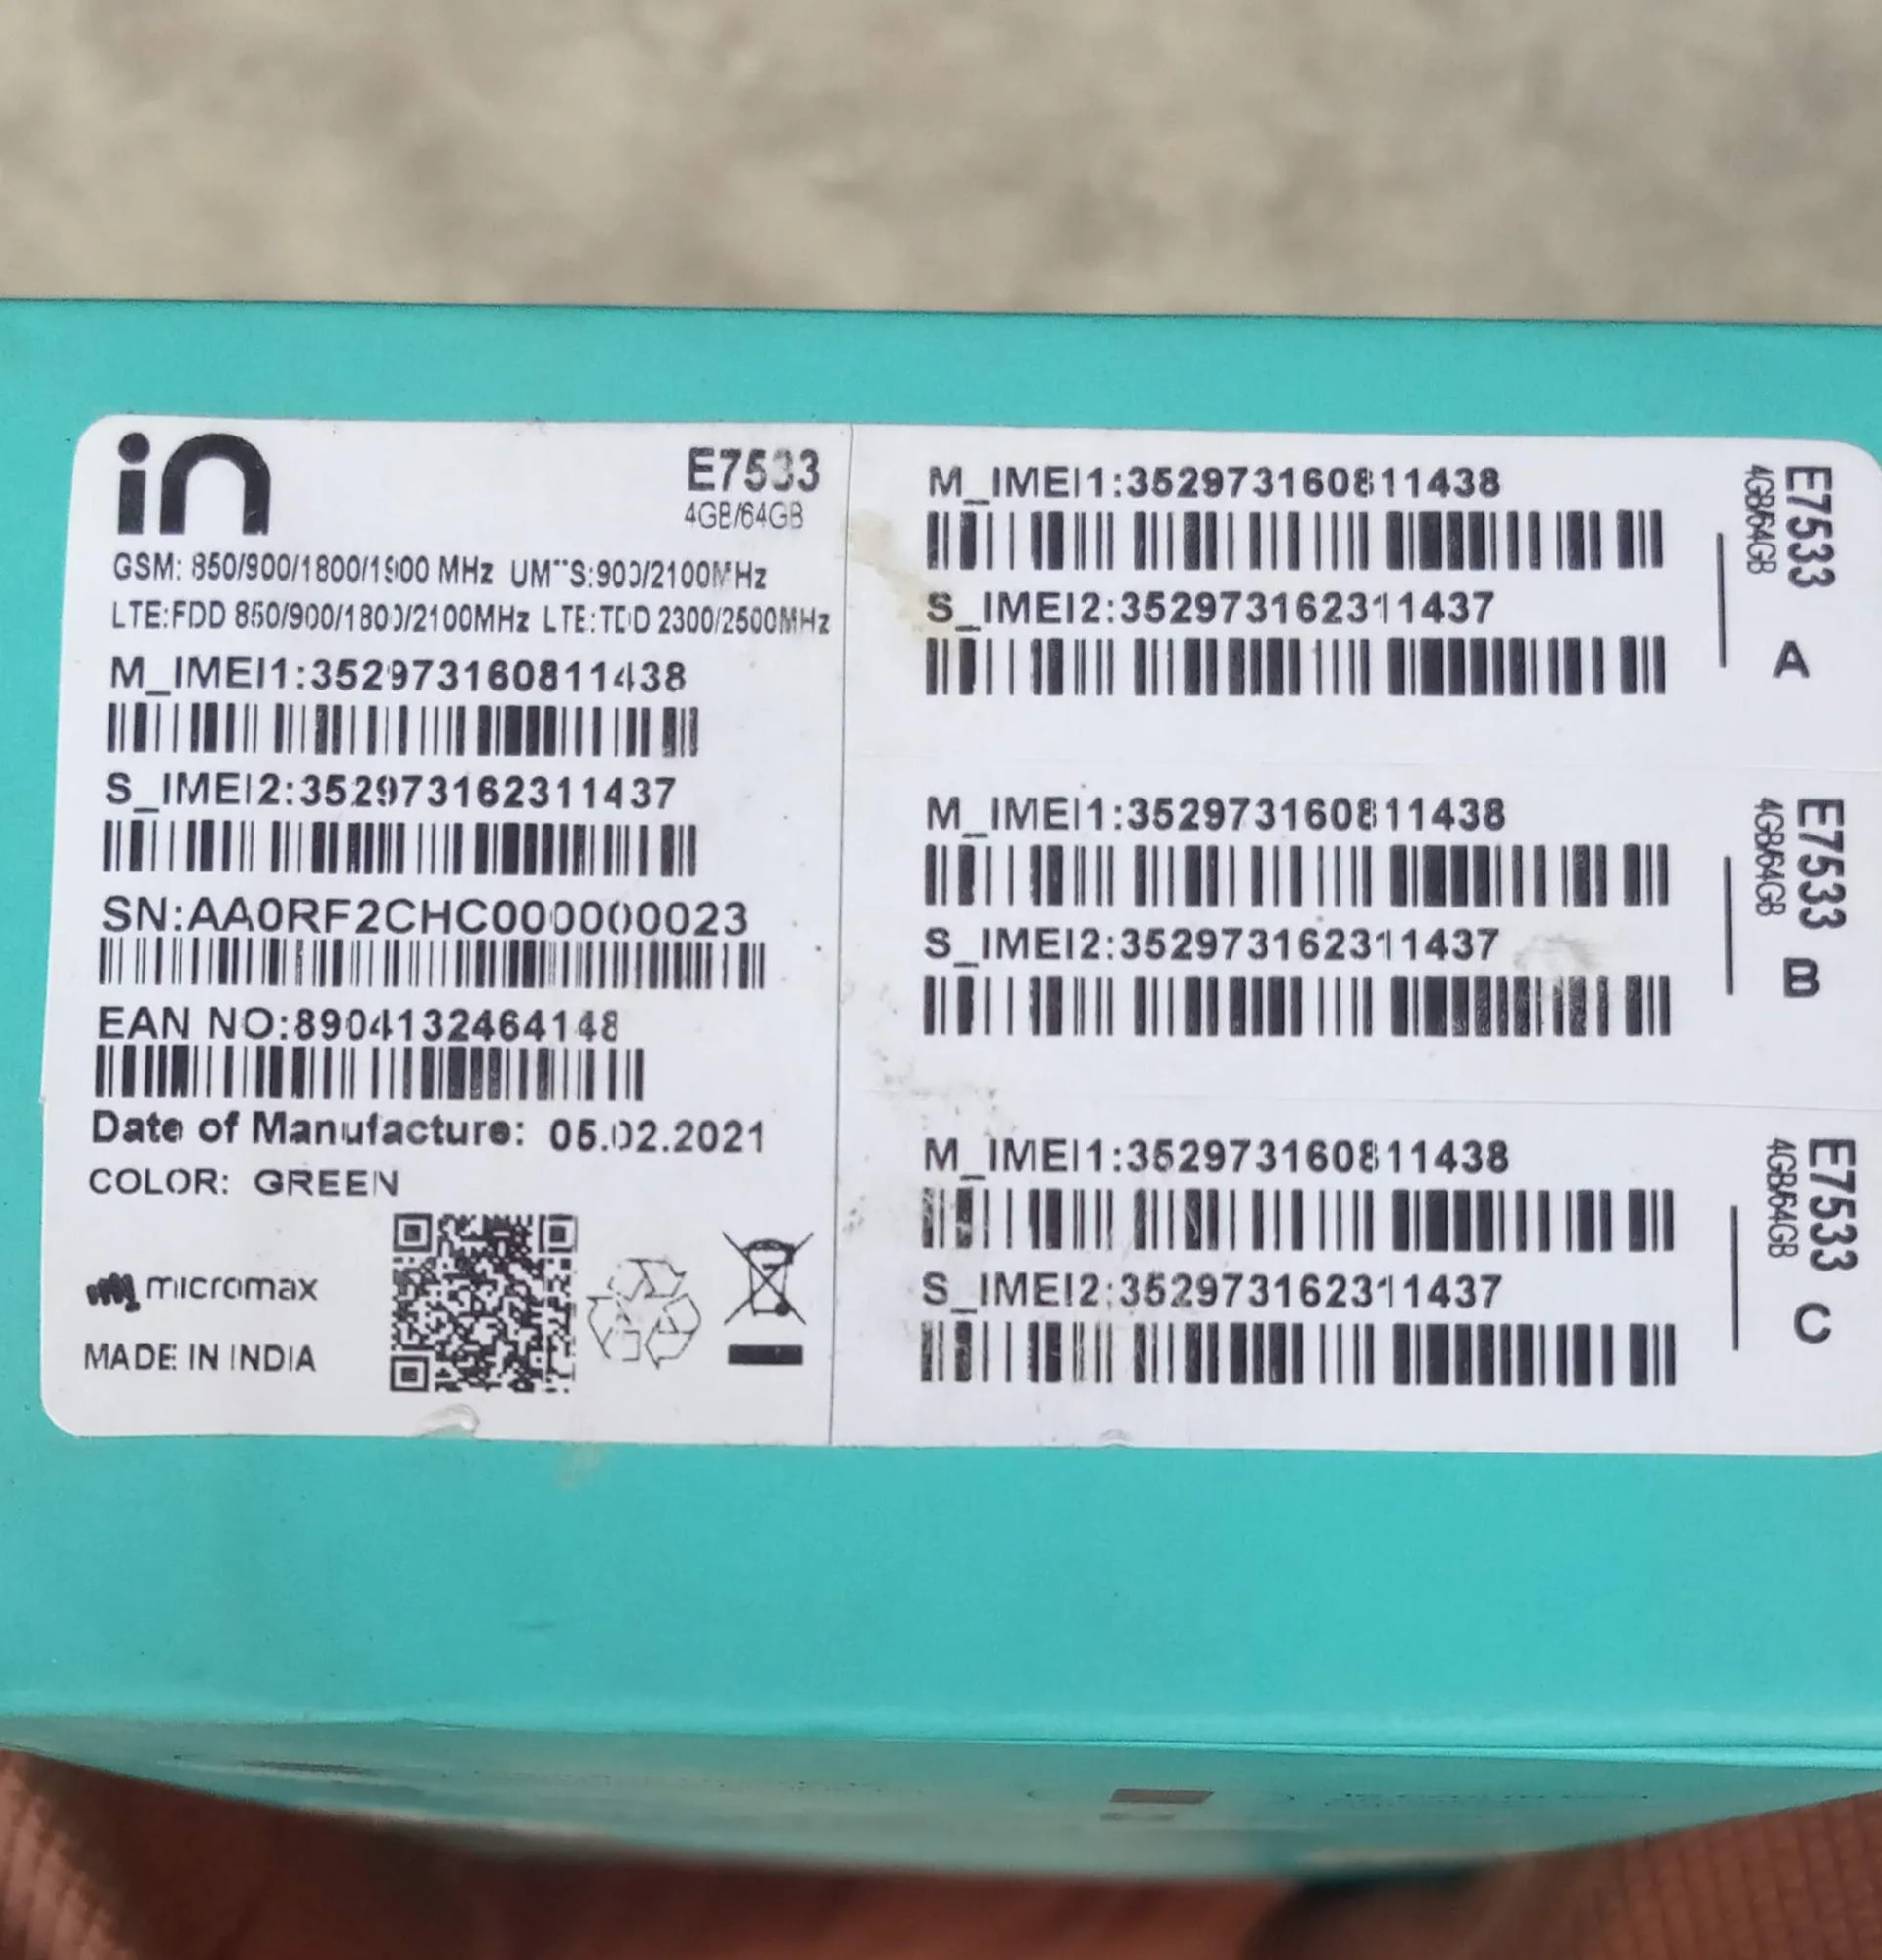 in
E7533
4GB/64GB
GSM: 850/900/1800/1900 MHz UMTS:900/2100MHz
LTE:FDD 850/900/1800/2100MHz LTE:TDD 2300/2500MHz
M_IMEI1:352973160811438
S_IMEI2:352973162311437
SN:AA0RF2CHC000000023
EAN NO:8904132464148
Date of Manufacture: 05.02.2021
COLOR: GREEN
micromax
MADE IN INDIA
M_IMEI1:352973160811438
S_IMEI2:352973162311437
E7533
4GB/64GB
A
M_IMEI1:352973160811438
S_IMEI2:352973162311437
E7533
4GB/64GB
B
M_IMEI1:352973160811438
S_IMEI2:352973162311437
E7533
4GB/64GB
C